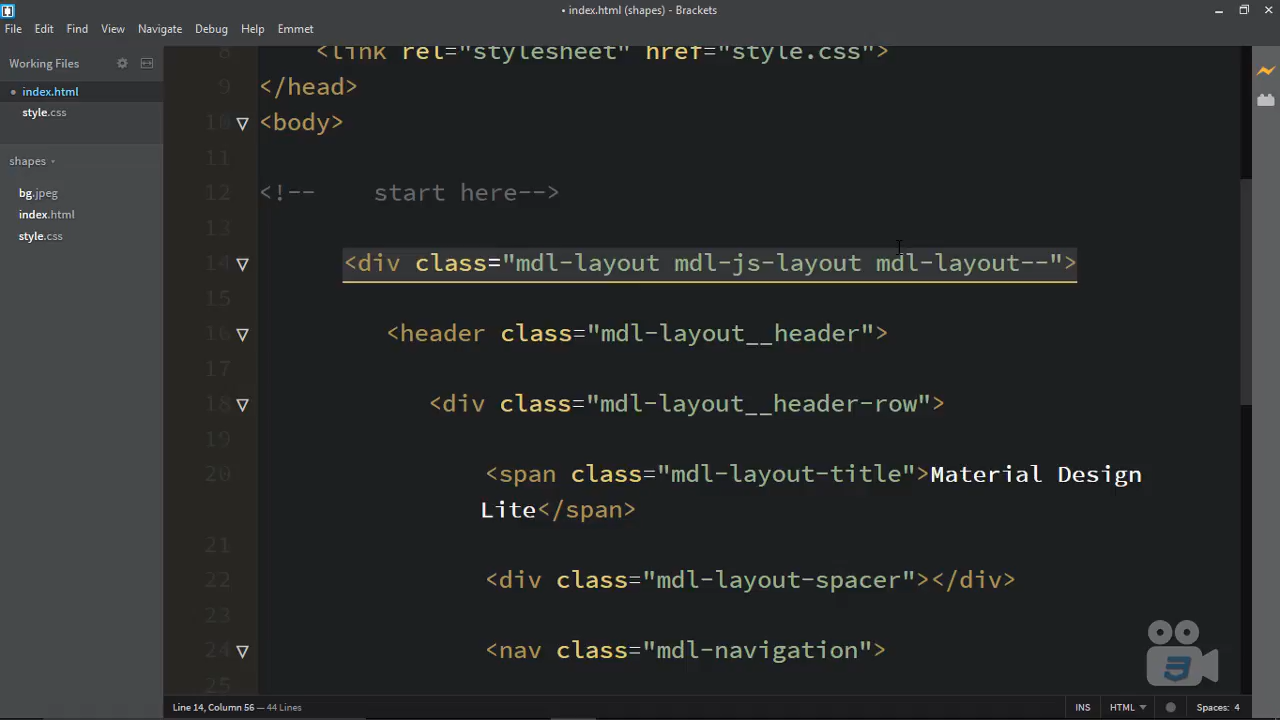 • index.html (shapes) - Brackets
File Edit Find View Navigate Debug Help Emmet
Working Files
• index.html
style.css
shapes
bg.jpeg
index.html
style.css
8 <link rel="stylesheet" href="style.css">
9 </head>
10 <body>
11
12 <!-- start here-->
13
14 <div class="mdl-layout mdl-js-layout mdl-layout--">
15
16 <header class="mdl-layout__header">
17
18 <div class="mdl-layout__header-row">
19
20 <span class="mdl-layout-title">Material Design
Lite</span>
21
22 <div class="mdl-layout-spacer"></div>
23
24 <nav class="mdl-navigation">
25
Line 14, Column 56 — 44 Lines INS HTML Spaces: 4